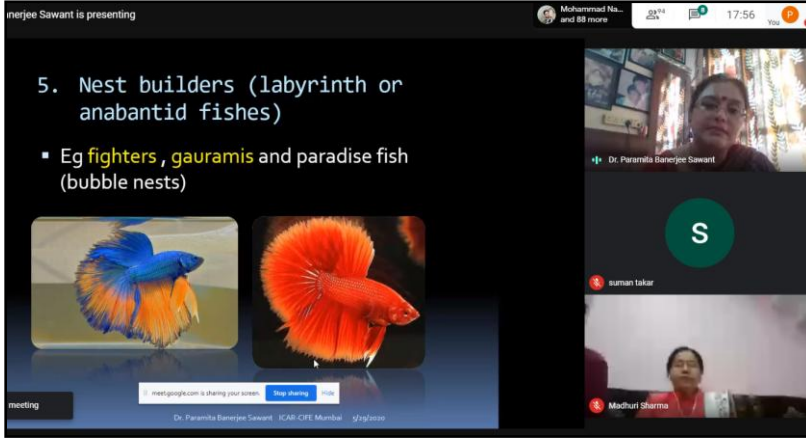 nerjee Sawant is presenting
Mohammad Na...
and 88 more
94
8
17:56
You
P
5. Nest builders (labyrinth or
anabantid fishes)
▪ Eg fighters, gauramis and paradise fish
(bubble nests)
Dr. Paramita Banerjee Sawant
S
suman takar
Madhuri Sharma
meet.google.com is sharing your screen.
Stop sharing
Hide
meeting
Dr. Paramita Banerjee Sawant ICAR-CIFE Mumbai 5/29/2020